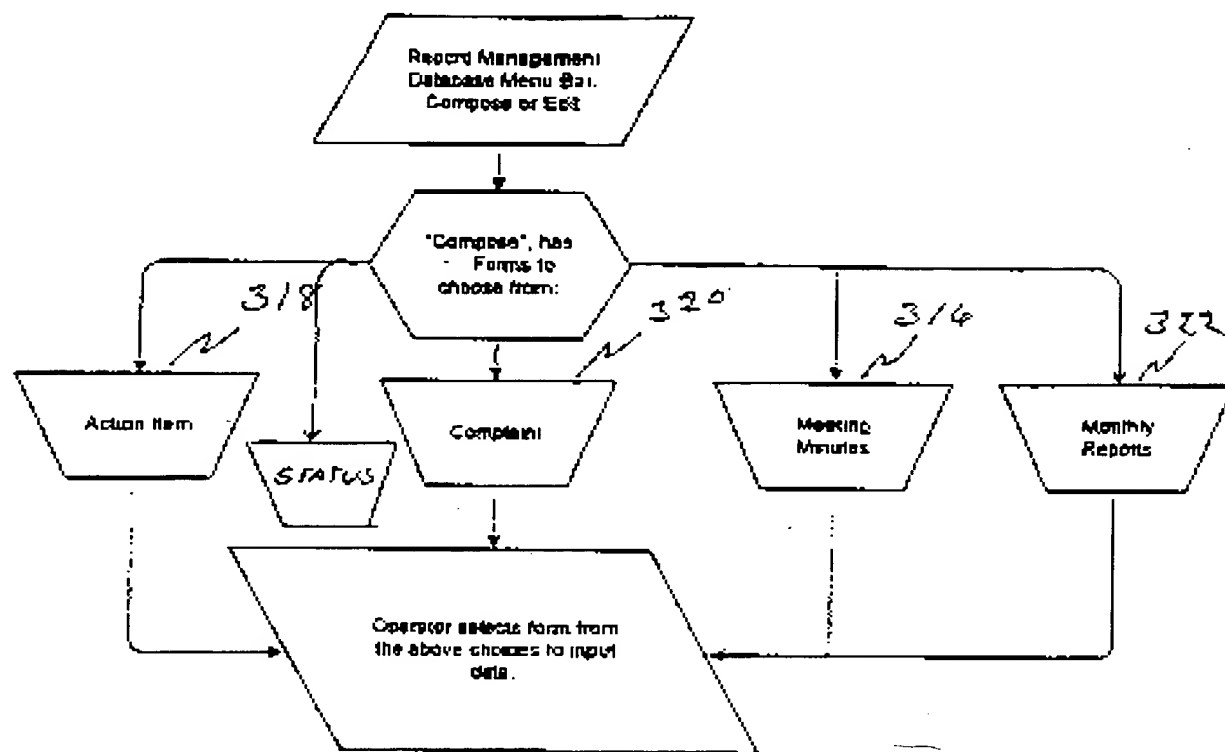 Record Management
Database Menu Bar.
Compose or Edit
"Compose", has
Forms to
choose from:
318
320
314
322
Action Item
STATUS
Complaint
Meeting
Minutes
Monthly
Reports
Operator selects form from
the above choices to input
data.